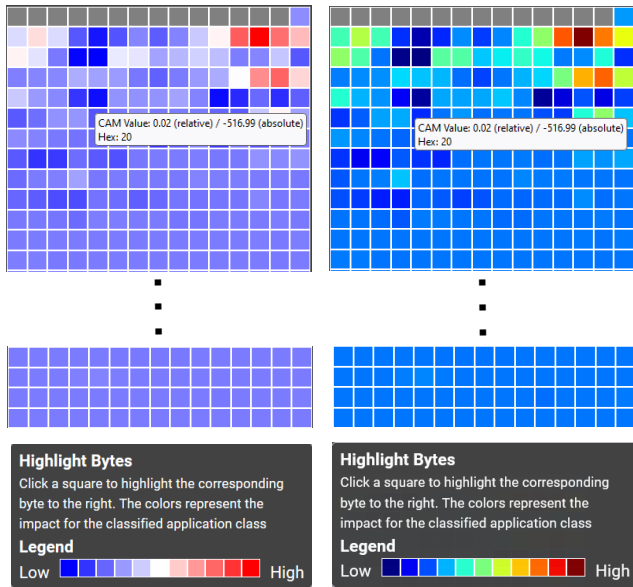 CAM Value: 0.02 (relative) / -516.99 (absolute)
Hex: 20
CAM Value: 0.02 (relative) / -516.99 (absolute)
Hex: 20
Highlight Bytes
Click a square to highlight the corresponding
byte to the right. The colors represent the
impact for the classified application class
Legend
Low High
Highlight Bytes
Click a square to highlight the corresponding
byte to the right. The colors represent the
impact for the classified application class
Legend
Low High